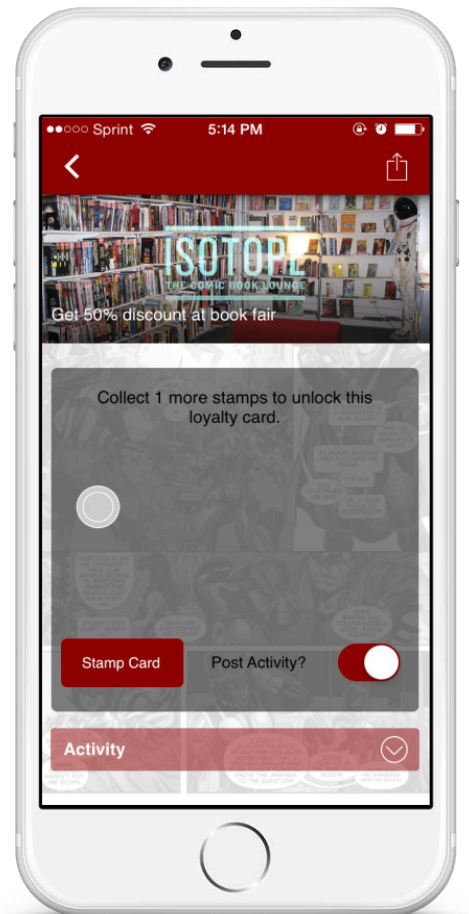 Sprint
5:14 PM
ISOTOPE
THE COMIC BOOK LOUNGE
Get 50% discount at book fair
Collect 1 more stamps to unlock this
loyalty card.
Stamp Card
Post Activity?
Activity